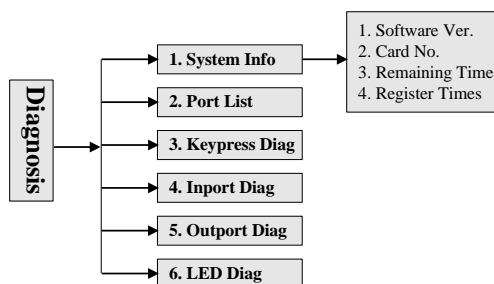 Diagnosis
1. System Info
2. Port List
3. Keypress Diag
4. Inport Diag
5. Outport Diag
6. LED Diag
1. Software Ver.
2. Card No.
3. Remaining Time
4. Register Times